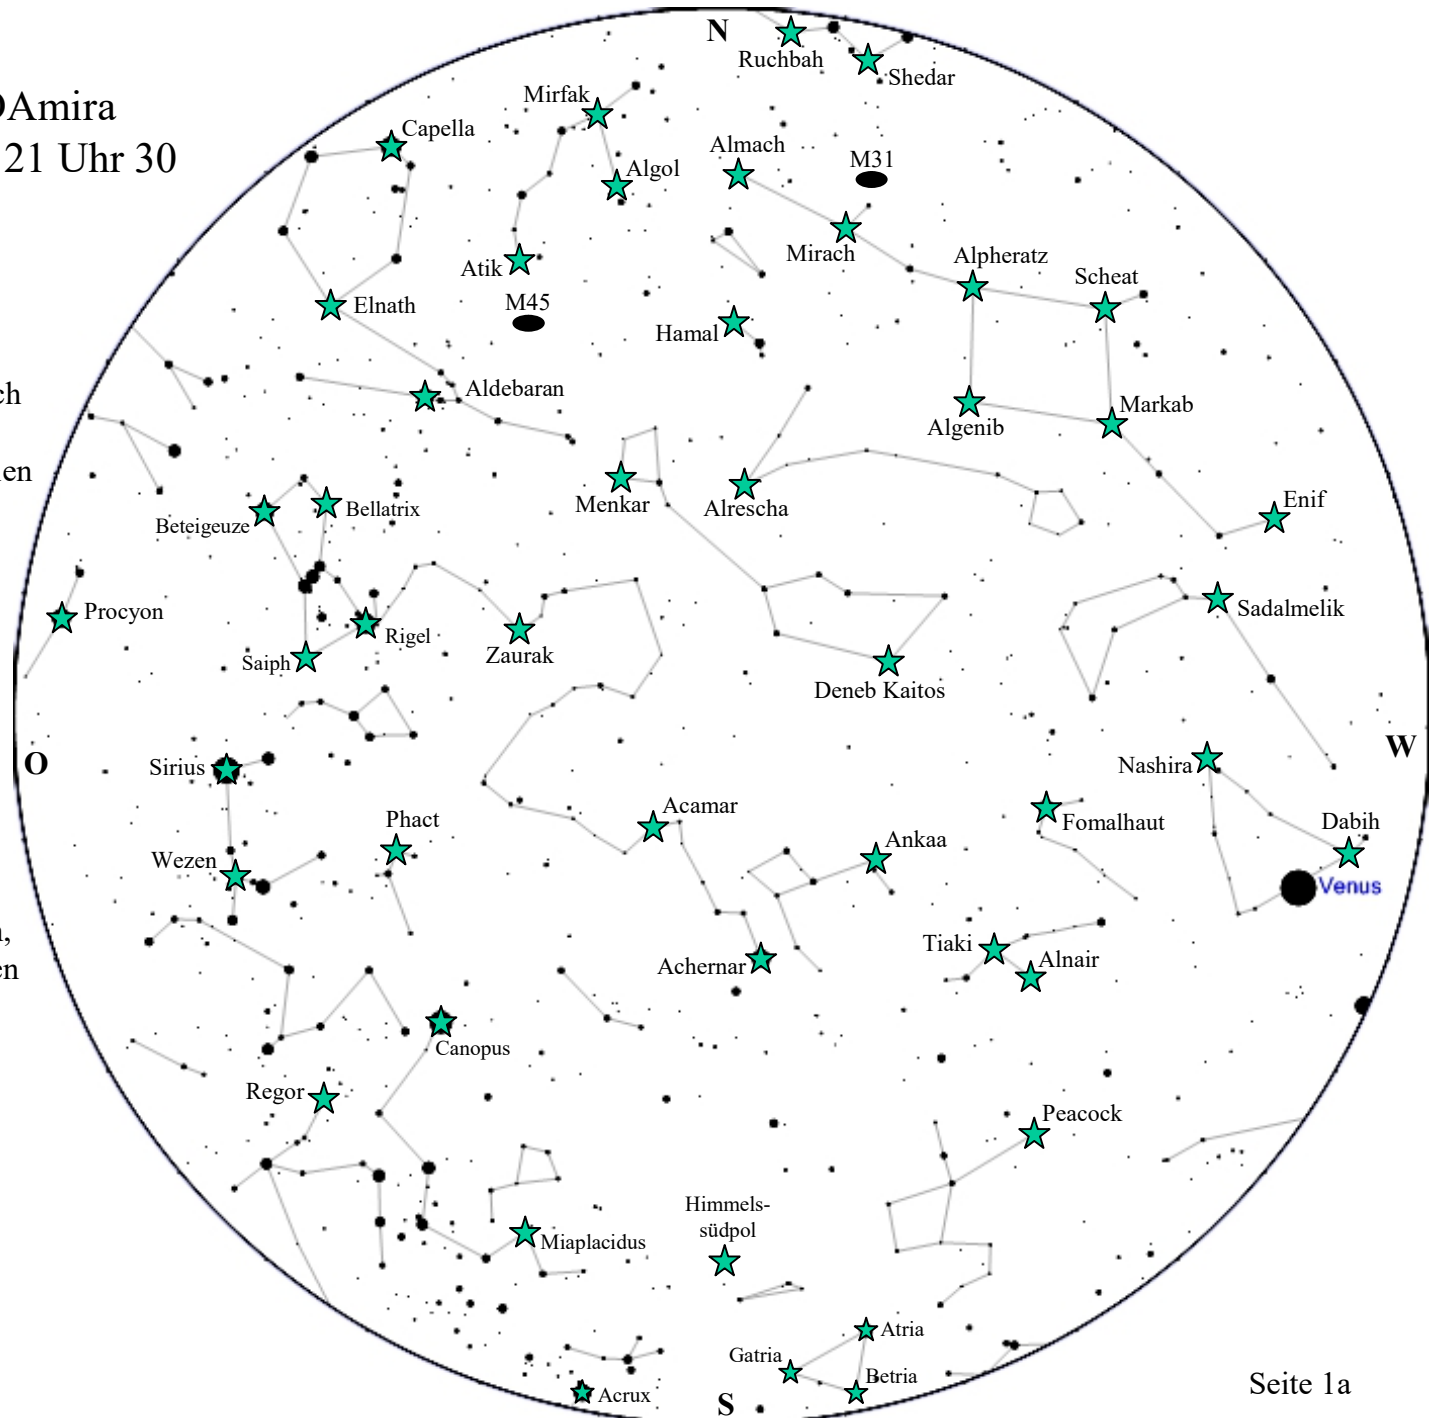 N
Ruchbah
Shedar
Amira
21 Uhr 30
Mirfak
Capella
Algol
Almach
M31
Mirach
Alpheratz
Scheat
Atik
M45
Elnath
Hamal
Aldebaran
ch
Algenib
Markab
en
Menkar
Alrescha
Enif
Beteigeuze
Bellatrix
Procyon
Rigel
Sadalmelik
Saiph
Zaurak
Deneb Kaitos
O
W
Sirius
Nashira
Acamar
Phact
Fomalhaut
Dabih
Ankaa
Wezen
Venus
,
en
Tiaki
Alnair
Achernar
Canopus
Regor
Peacock
Himmels-
südpol
Miaplacidus
Atria
Gatria
Betria
Acrux
S
Seite 1a